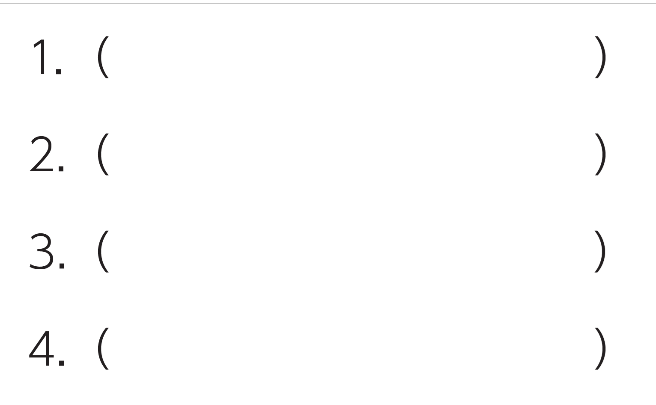 1. ( )
2. ( )
3. ( )
4. ( )